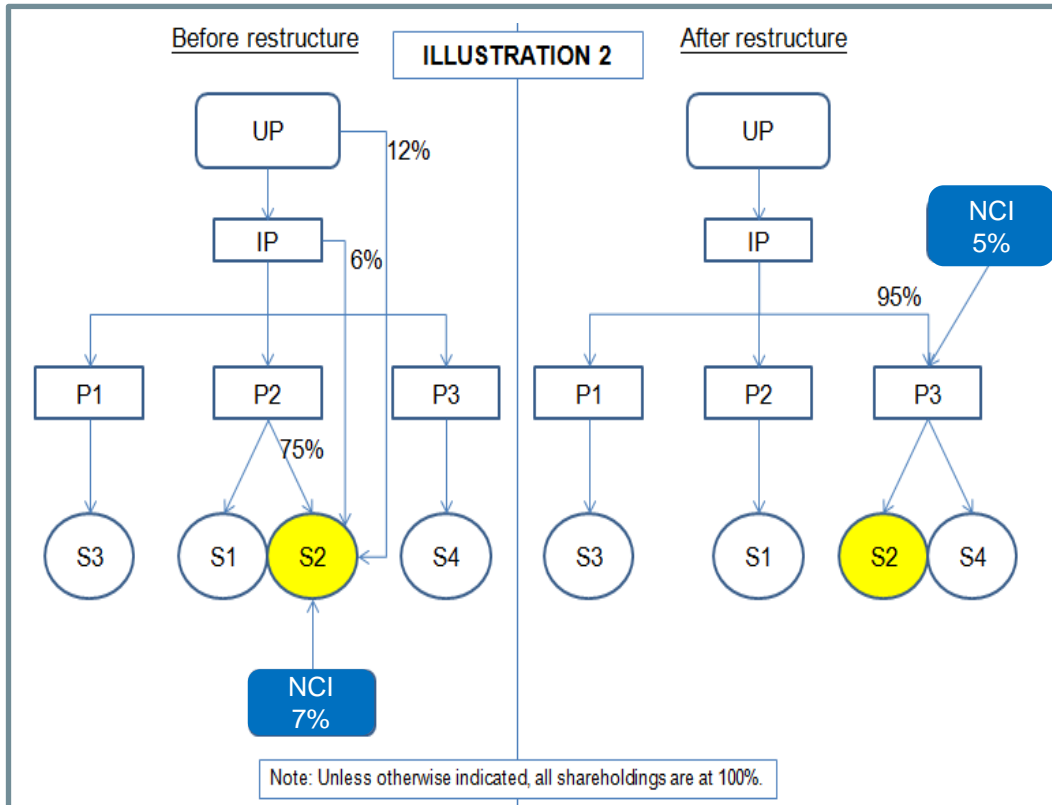 Before restructure
ILLUSTRATION 2
After restructure
UP
12%
IP
6%
P1
P2
P3
75%
S3
S1
S2
S4
NCI
7%
UP
NCI
5%
IP
95%
P1
P2
P3
S3
S1
S2
S4
Note: Unless otherwise indicated, all shareholdings are at 100%.